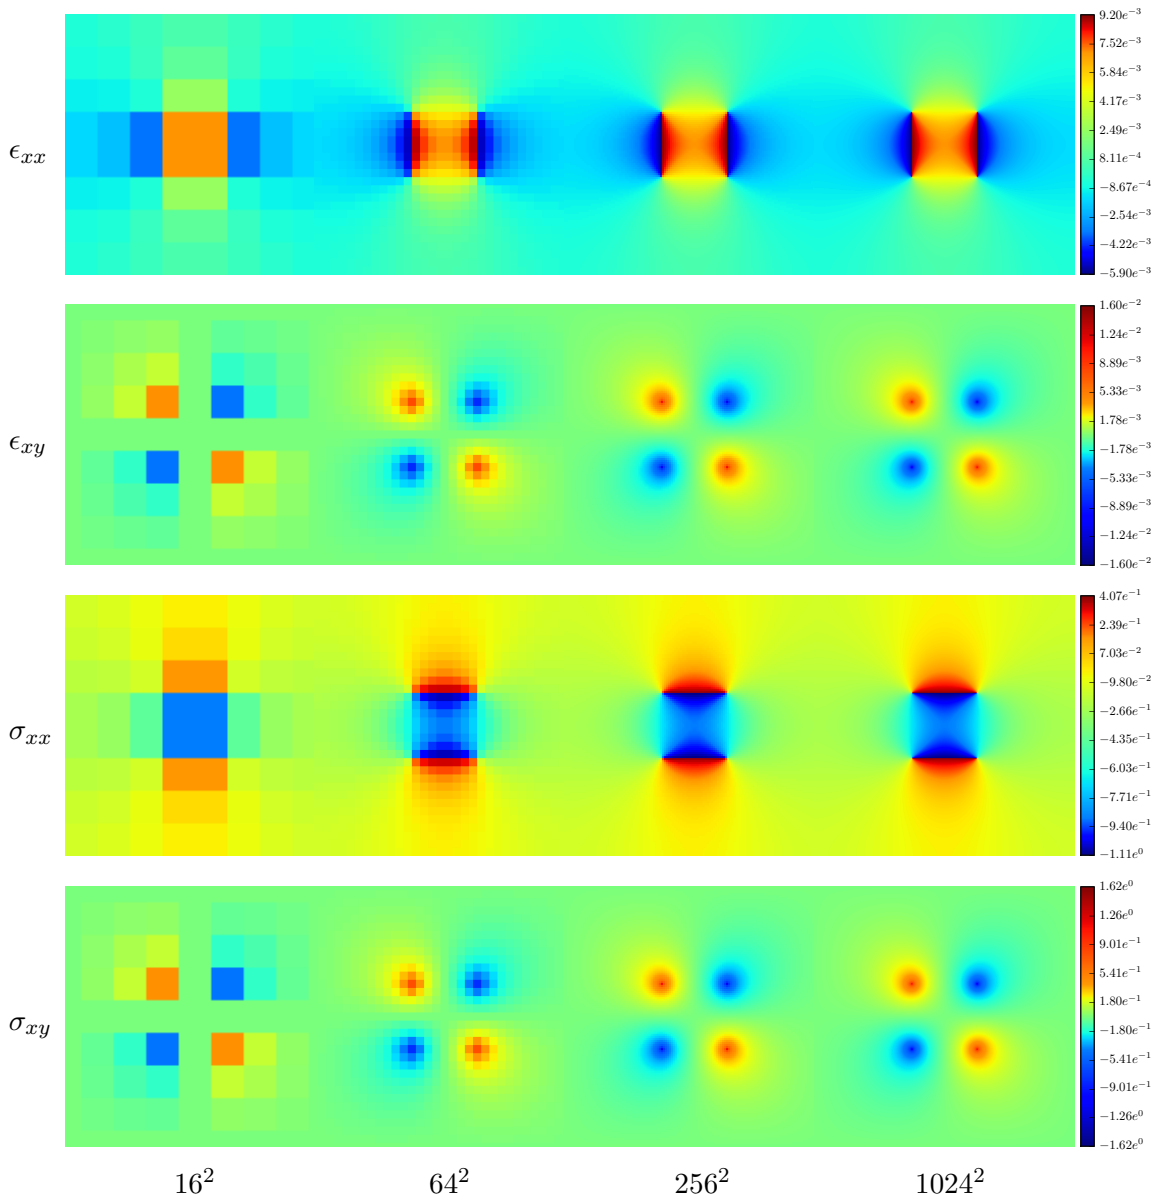 ϵxx
9.20e⁻³
7.52e⁻³
5.84e⁻³
4.17e⁻³
2.49e⁻³
8.11e⁻⁴
−8.67e⁻⁴
−2.54e⁻³
−4.22e⁻³
−5.90e⁻³
ϵxy
1.60e⁻²
1.24e⁻²
8.89e⁻³
5.33e⁻³
1.78e⁻³
−1.78e⁻³
−5.33e⁻³
−8.89e⁻³
−1.24e⁻²
−1.60e⁻²
σxx
4.07e⁻¹
2.39e⁻¹
7.03e⁻²
−9.80e⁻²
−2.66e⁻¹
−4.35e⁻¹
−6.03e⁻¹
−7.71e⁻¹
−9.40e⁻¹
−1.11e⁰
σxy
1.62e⁰
1.26e⁰
9.01e⁻¹
5.41e⁻¹
1.80e⁻¹
−1.80e⁻¹
−5.41e⁻¹
−9.01e⁻¹
−1.26e⁰
−1.62e⁰
16² 64² 256² 1024²